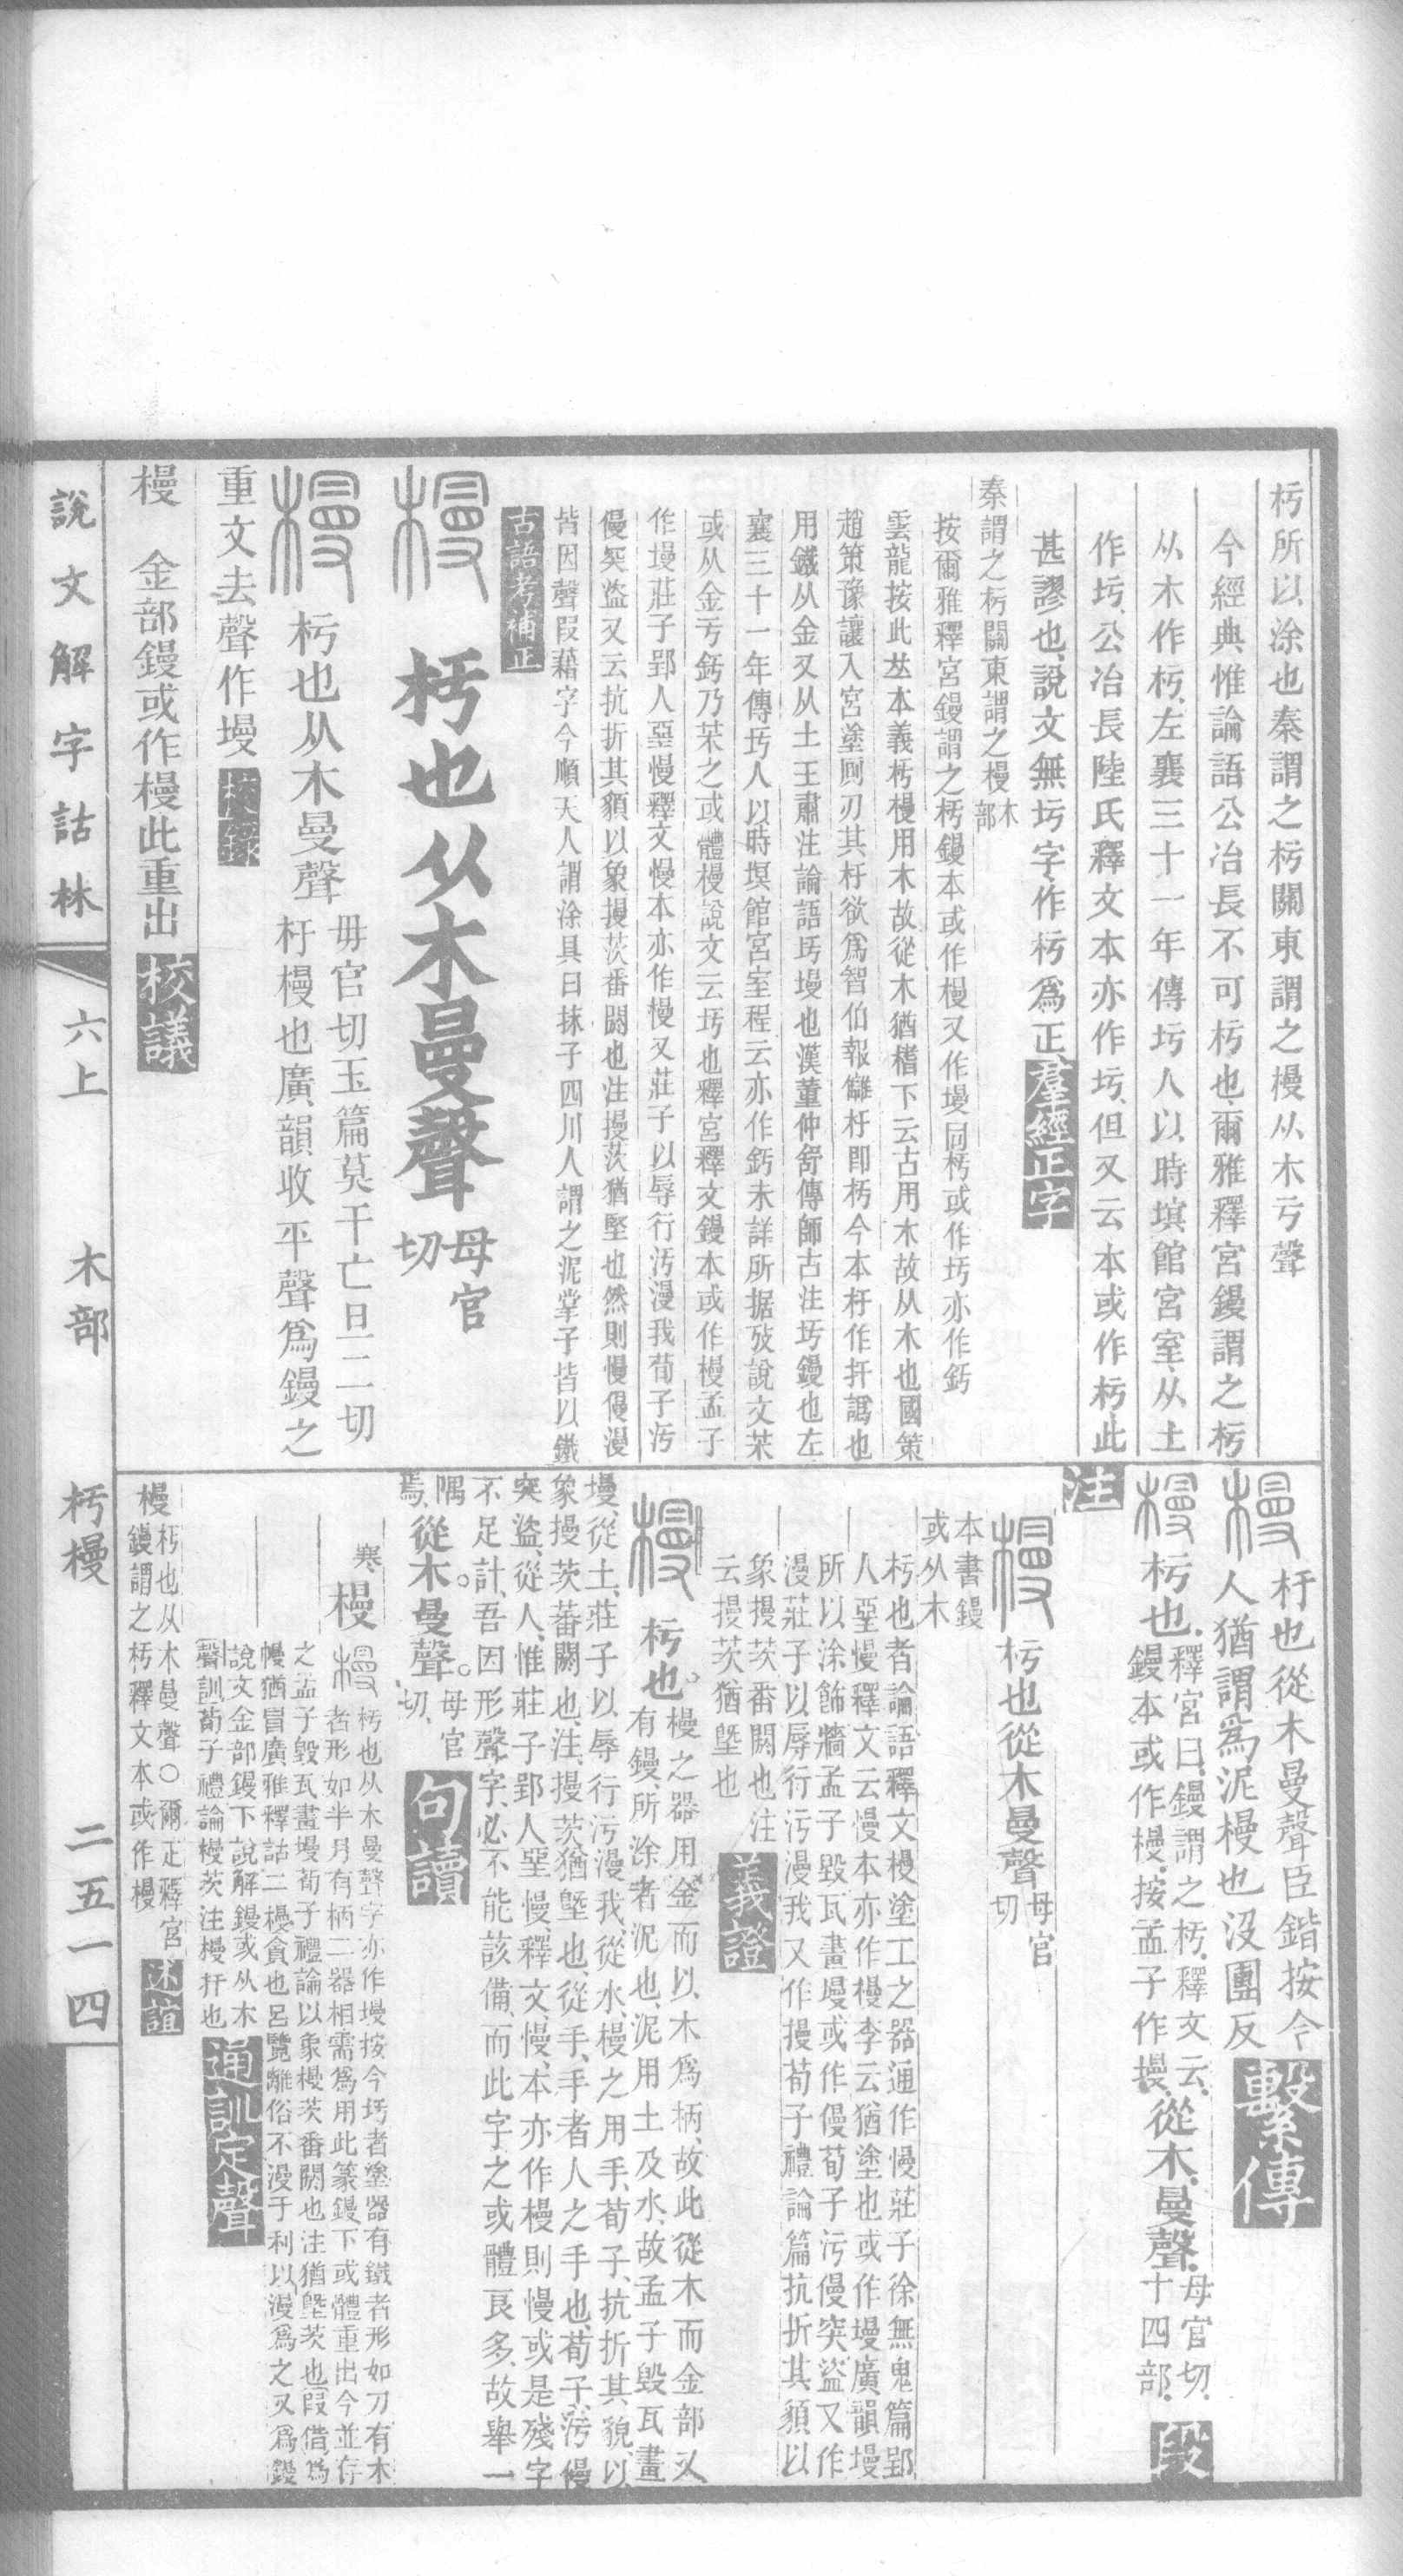 杇所以涂也秦謂之杇關東謂之槾从木亏聲
今經典惟論語公冶長不可杇也爾雅釋宮鏝謂之杇
从木作杇左襄三十一年傳圬人以時塡館宮室从土
作圬公冶長陸氏釋文本亦作圬但又云本或作杇此
甚謬也說文無圬字作杇爲正羣經正字
秦謂之杇關東謂之槾木部
按爾雅釋宮鏝謂之杇鏝本或作槾又作墁同杇或作圬亦作釫
雲龍按此𠀤本義杇槾用木故從木猶櫡下云古用木故从木也國策
趙策豫讓入宮塗厠刃其杅欲爲智伯報讎杅即杇今本杅作扞譌也
用鐵从金又从土王肅注論語圬墁也漢董仲舒傳師古注圬鏝也左
襄三十一年傳圬人以時塓館宮室程云亦作釫未詳所据攷說文茉
或从金亏釫乃茉之或體槾說文云圬也釋宮釋文鏝本或作槾孟子
作墁莊子郢人堊慢釋文慢本亦作槾又莊子以辱行汚漫我荀子汚
僈突盜又云抗折其䫉以象摱茨番閼也注摱茨猶墍也然則慢僈漫
皆因聲叚藉字今順天人謂涂具曰抹子四川人謂之泥掌子皆以鐵
古語考補正
槾 杇也从木曼聲母官切
槾 杇也从木曼聲毋官切玉篇莫干亡旦二切
杅槾也廣韻收平聲爲鏝之
重文去聲作墁校錄
槾 金部鏝或作槾此重出校議
說文解字詁林 六上 木部 杇槾 二五一四
槾 杅也從木曼聲臣鍇按今
人猶謂爲泥槾也沒團反繫傳
槾 杇也釋宮曰鏝謂之杇釋文云
鏝本或作槾按孟子作墁從木曼聲母官切
十四部段
注
槾 杇也從木曼聲母官切
本書鏝
或从木
杇也者論語釋文槾塗工之器通作慢莊子徐無鬼篇郢
人堊慢釋文云慢本亦作槾李云猶塗也或作墁廣韻墁
所以涂飾牆孟子毀瓦畫墁或作僈荀子污僈突盜又作
漫莊子以辱行污漫我又作摱荀子禮論篇抗折其䫉以
象摱茨番閼也注
云摱茨猶墍也義證
槾 杇也槾之器用金而以木爲柄故此從木而金部又
有鏝所涂者泥也泥用土及水故孟子毀瓦畫
墁從土莊子以辱行污漫我從水槾之用手荀子抗折其貌以
象摱茨蕃閼也注摱茨猶墍也從手手者人之手也荀子汚僈
突盜從人惟莊子郢人堊慢釋文慢本亦作槾則慢或是殘字
不足計吾因形聲字必不能該備而此字之或體㫐多故舉一
隅
焉從木曼聲母官切句讀
寒
槾 槾 杇也从木曼聲字亦作墁按今圬者塗器有鐵者形如刀有木
者形如半月有柄二器相需爲用此篆鏝下或體重出今並存
之孟子毀瓦畫墁荀子禮論以象槾茨番閼也注猶墍茨也叚借爲
幔猶冒廣雅釋詁二槾貪也呂覽離俗不漫于利以漫爲之又爲鏝
說文金部鏝下說解鏝或从木
聲訓荀子禮論槾茨注槾扞也通訓定聲
槾 杇也从木曼聲○爾疋釋宮
鏝謂之杇釋文本或作槾述誼